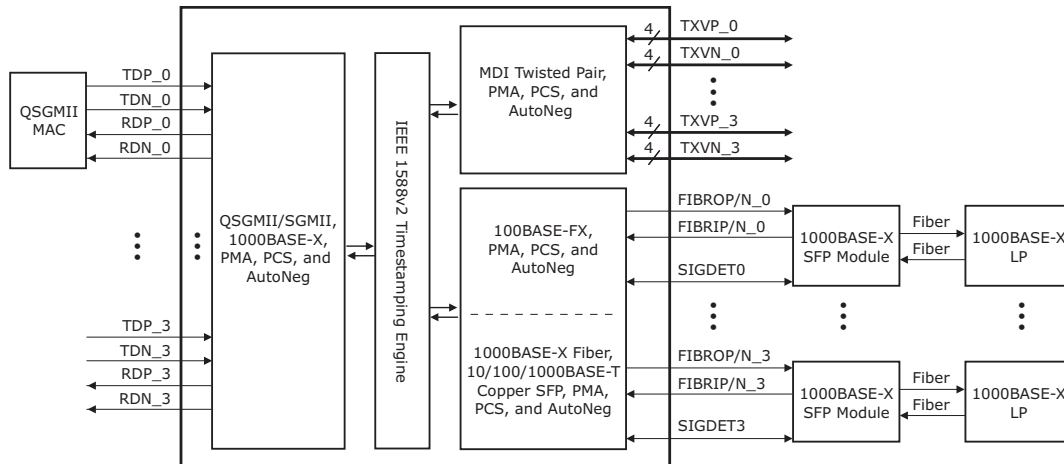 QSGMII
MAC
TDP_0
TDN_0
RDP_0
RDN_0
TDP_3
TDN_3
RDP_3
RDN_3
QSGMII/SGMII,
1000BASE-X,
PMA, PCS, and
AutoNeg
IEEE 1588v2 Timestamping Engine
MDI Twisted Pair,
PMA, PCS, and
AutoNeg
4 TXVP_0
4 TXVN_0
4 TXVP_3
4 TXVN_3
100BASE-FX,
PMA, PCS, and
AutoNeg
1000BASE-X Fiber,
10/100/1000BASE-T
Copper SFP, PMA,
PCS, and AutoNeg
FIBROP/N_0
FIBRIP/N_0
SIGDET0
1000BASE-X
SFP Module
Fiber
Fiber
1000BASE-X
LP
FIBROP/N_3
FIBRIP/N_3
SIGDET3
1000BASE-X
SFP Module
Fiber
Fiber
1000BASE-X
LP